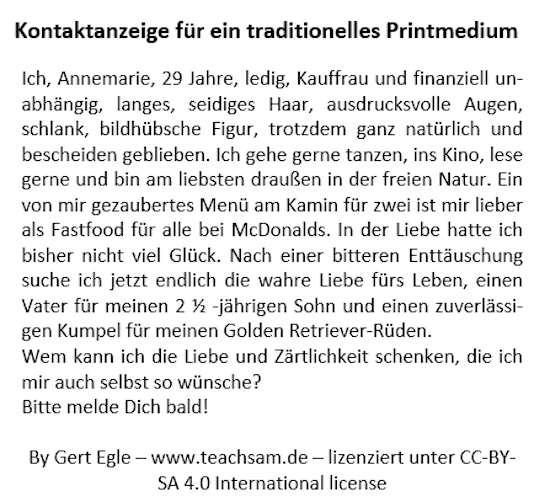 Kontaktanzeige für ein traditionelles Printmedium
Ich, Annemarie, 29 Jahre, ledig, Kauffrau und finanziell un-
abhängig, langes, seidiges Haar, ausdrucksvolle Augen,
schlank, bildhübsche Figur, trotzdem ganz natürlich und
bescheiden geblieben. Ich gehe gerne tanzen, ins Kino, lese
gerne und bin am liebsten draußen in der freien Natur. Ein
von mir gezaubertes Menü am Kamin für zwei ist mir lieber
als Fastfood für alle bei McDonalds. In der Liebe hatte ich
bisher nicht viel Glück. Nach einer bitteren Enttäuschung
suche ich jetzt endlich die wahre Liebe fürs Leben, einen
Vater für meinen 2 ½ -jährigen Sohn und einen zuverlässi-
gen Kumpel für meinen Golden Retriever-Rüden.
Wem kann ich die Liebe und Zärtlichkeit schenken, die ich
mir auch selbst so wünsche?
Bitte melde Dich bald!
By Gert Egle – www.teachsam.de – lizenziert unter CC-BY-
SA 4.0 International license